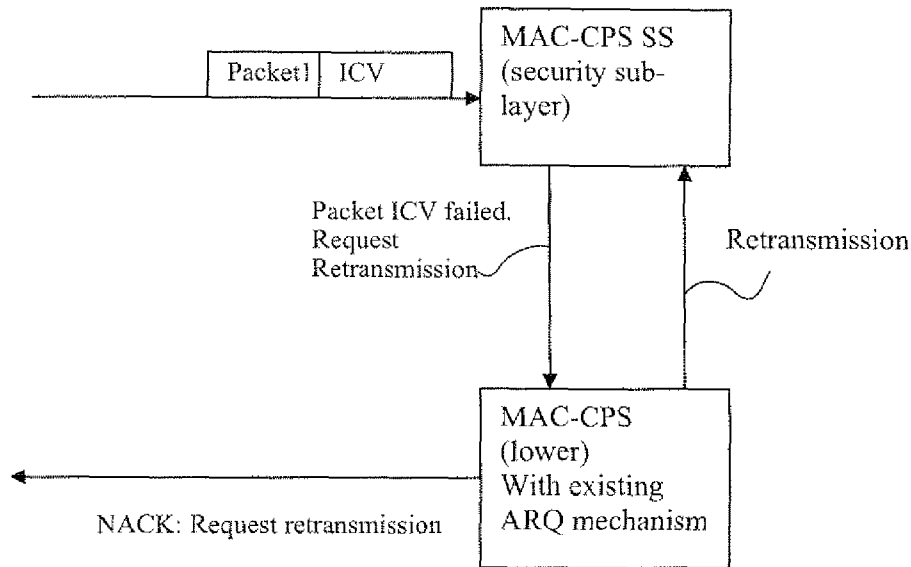 MAC-CPS SS
(security sub-
layer)
Packet1 ICV
Packet ICV failed.
Request
Retransmission
Retransmission
MAC-CPS
(lower)
With existing
ARQ mechanism
NACK: Request retransmission